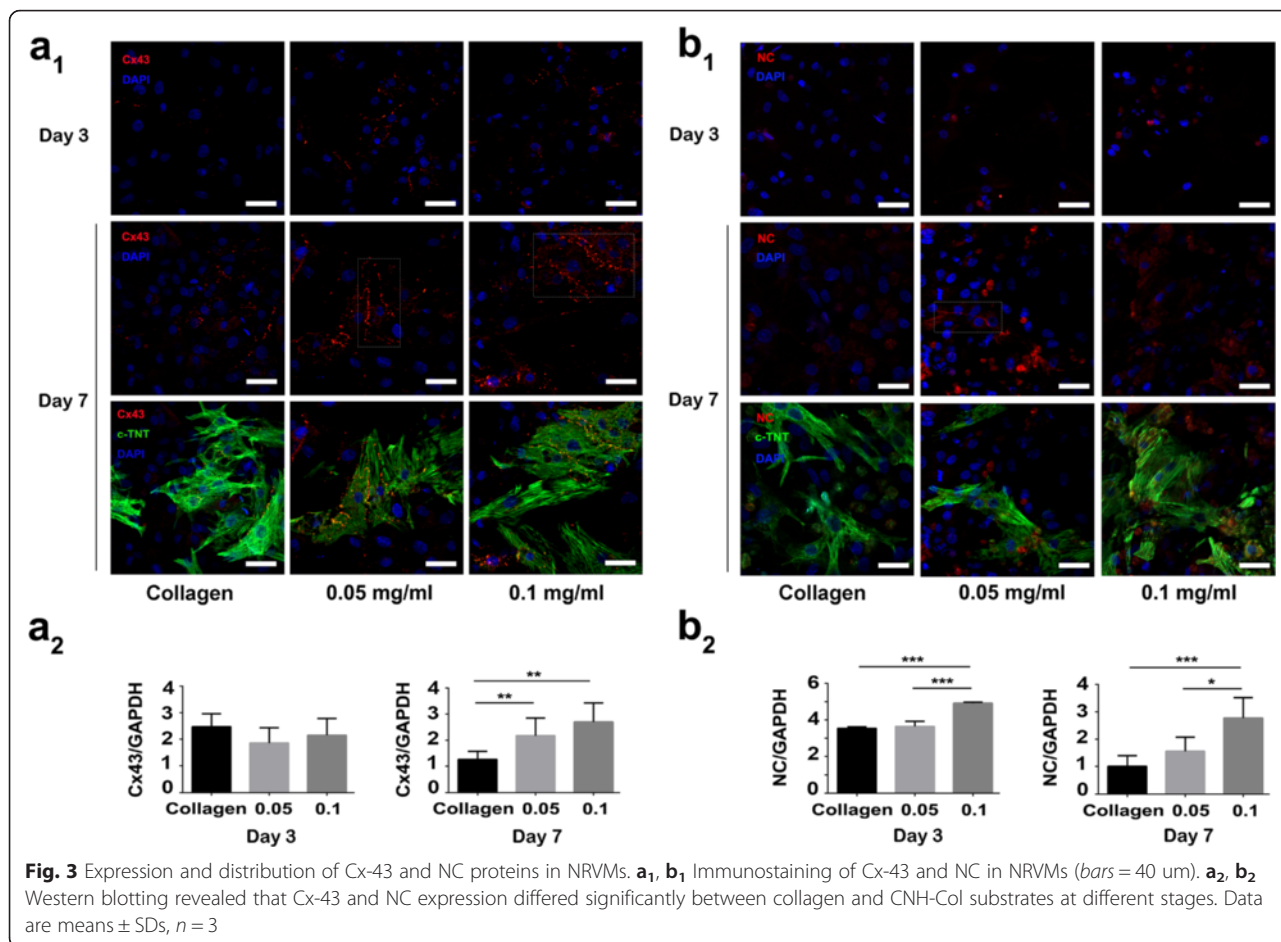 a1
b1
Cx43
DAPI
NC
DAPI
Day 3
Day 3
Cx43
DAPI
NC
DAPI
Day 7
Day 7
Cx43
c-TNT
DAPI
NC
c-TNT
DAPI
Collagen 0.05 mg/ml 0.1 mg/ml
Collagen 0.05 mg/ml 0.1 mg/ml
a2
Cx43/GAPDH
4
3
2
1
0
Collagen 0.05 0.1
Day 3
Cx43/GAPDH
4
3
2
1
0
**
**
Collagen 0.05 0.1
Day 7
b2
NC/GAPDH
6
4
2
0
***
***
Collagen 0.05 0.1
Day 3
NC/GAPDH
4
3
2
1
0
***
*
Collagen 0.05 0.1
Day 7
Fig. 3 Expression and distribution of Cx-43 and NC proteins in NRVMs. a1, b1 Immunostaining of Cx-43 and NC in NRVMs (bars = 40 um). a2, b2
Western blotting revealed that Cx-43 and NC expression differed significantly between collagen and CNH-Col substrates at different stages. Data
are means ± SDs, n = 3